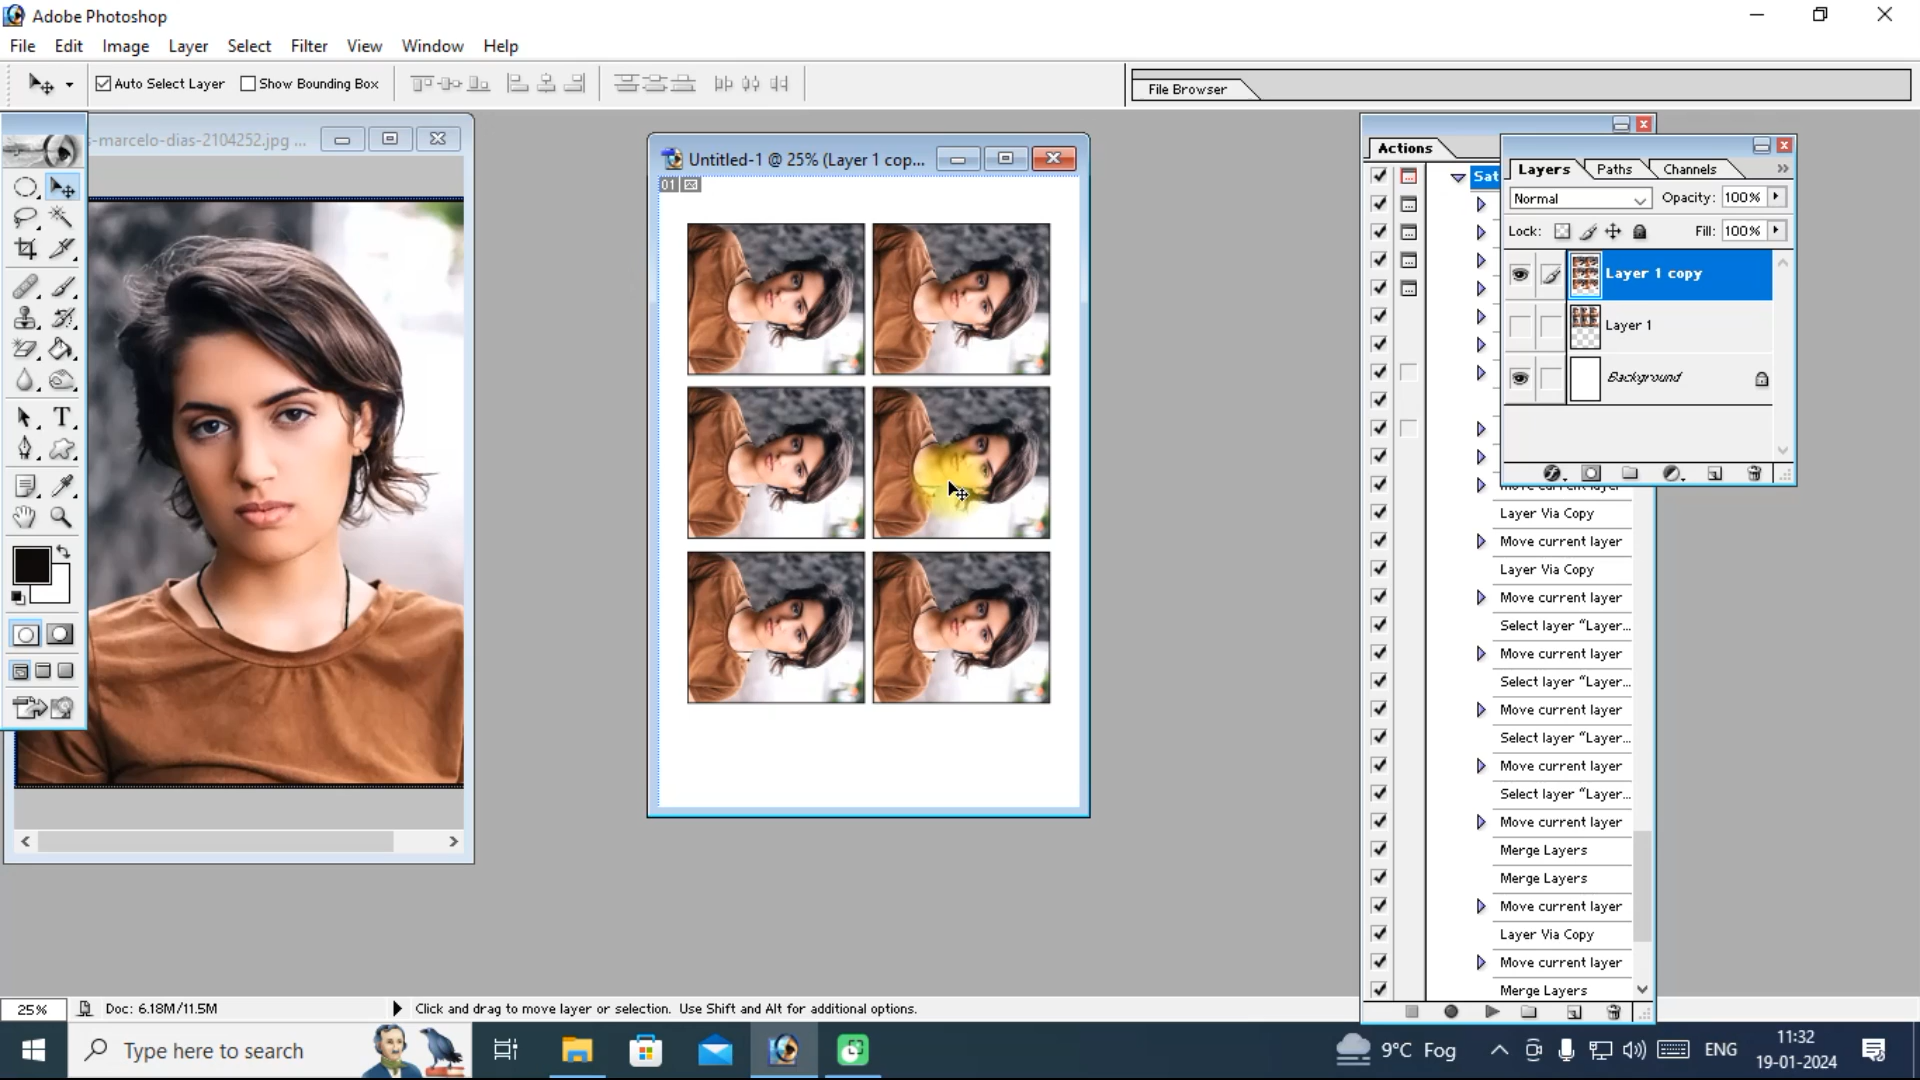 Adobe Photoshop
File Edit Image Layer Select Filter View Window Help
Auto Select Layer Show Bounding Box
File Browser
s-marcelo-dias-2104252.jpg ...
Untitled-1 @ 25% (Layer 1 cop...
01
Actions
Sat
Layers Paths Channels
Normal Opacity: 100%
Lock: Fill: 100%
Layer 1 copy
Layer 1
Background
Move current layer
Layer Via Copy
Move current layer
Layer Via Copy
Move current layer
Select layer “Layer...
Move current layer
Select layer “Layer...
Move current layer
Select layer “Layer...
Move current layer
Select layer “Layer...
Move current layer
Merge Layers
Merge Layers
Move current layer
Layer Via Copy
Move current layer
Merge Layers
25% Doc: 6.18M/11.5M Click and drag to move layer or selection. Use Shift and Alt for additional options.
Type here to search
9°C Fog
ENG
11:32
19-01-2024